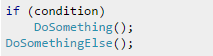 if (condition)
    DoSomething();
DoSomethingElse();